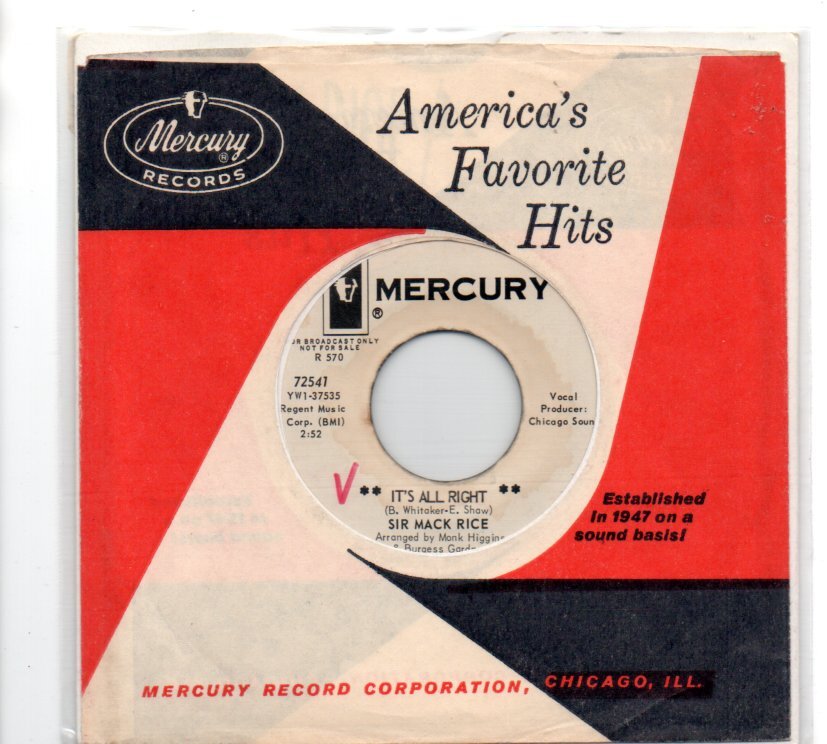 Mercury
®
RECORDS
America's
Favorite
Hits
MERCURY
®
R BROADCAST ONLY
NOT FOR SALE
R 570
72541
YW1-37535
Regent Music
Corp. (BMI)
2:52
Vocal
Producer:
Chicago Soun
** IT'S ALL RIGHT **
(B. Whitaker-E. Shaw)
SIR MACK RICE
Arranged by Monk Higgin
& Burgess Gard
V
Established
in 1947 on a
sound basis!
MERCURY RECORD CORPORATION, CHICAGO, ILL.